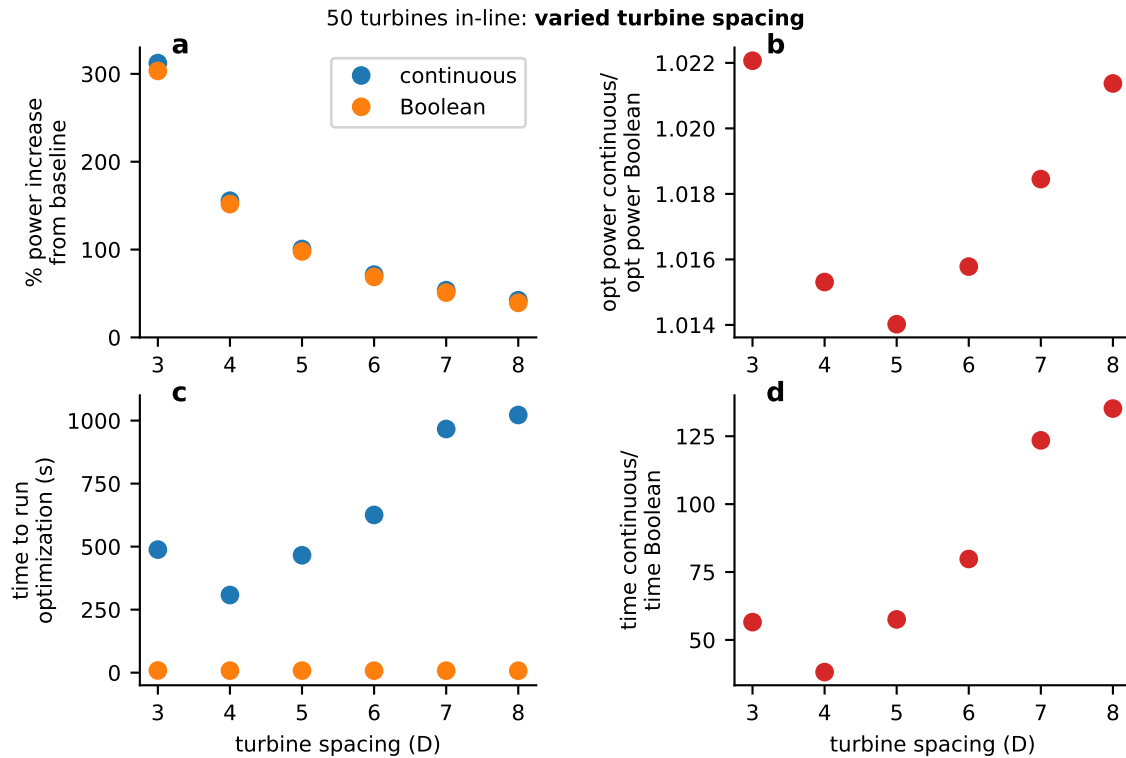 50 turbines in-line: varied turbine spacing
a
% power increase
from baseline
300
200
100
0
continuous
Boolean
3 4 5 6 7 8
b
opt power continuous/
opt power Boolean
1.022
1.020
1.018
1.016
1.014
3 4 5 6 7 8
c
time to run
optimization (s)
1000
750
500
250
0
3 4 5 6 7 8
turbine spacing (D)
d
time continuous/
time Boolean
125
100
75
50
3 4 5 6 7 8
turbine spacing (D)